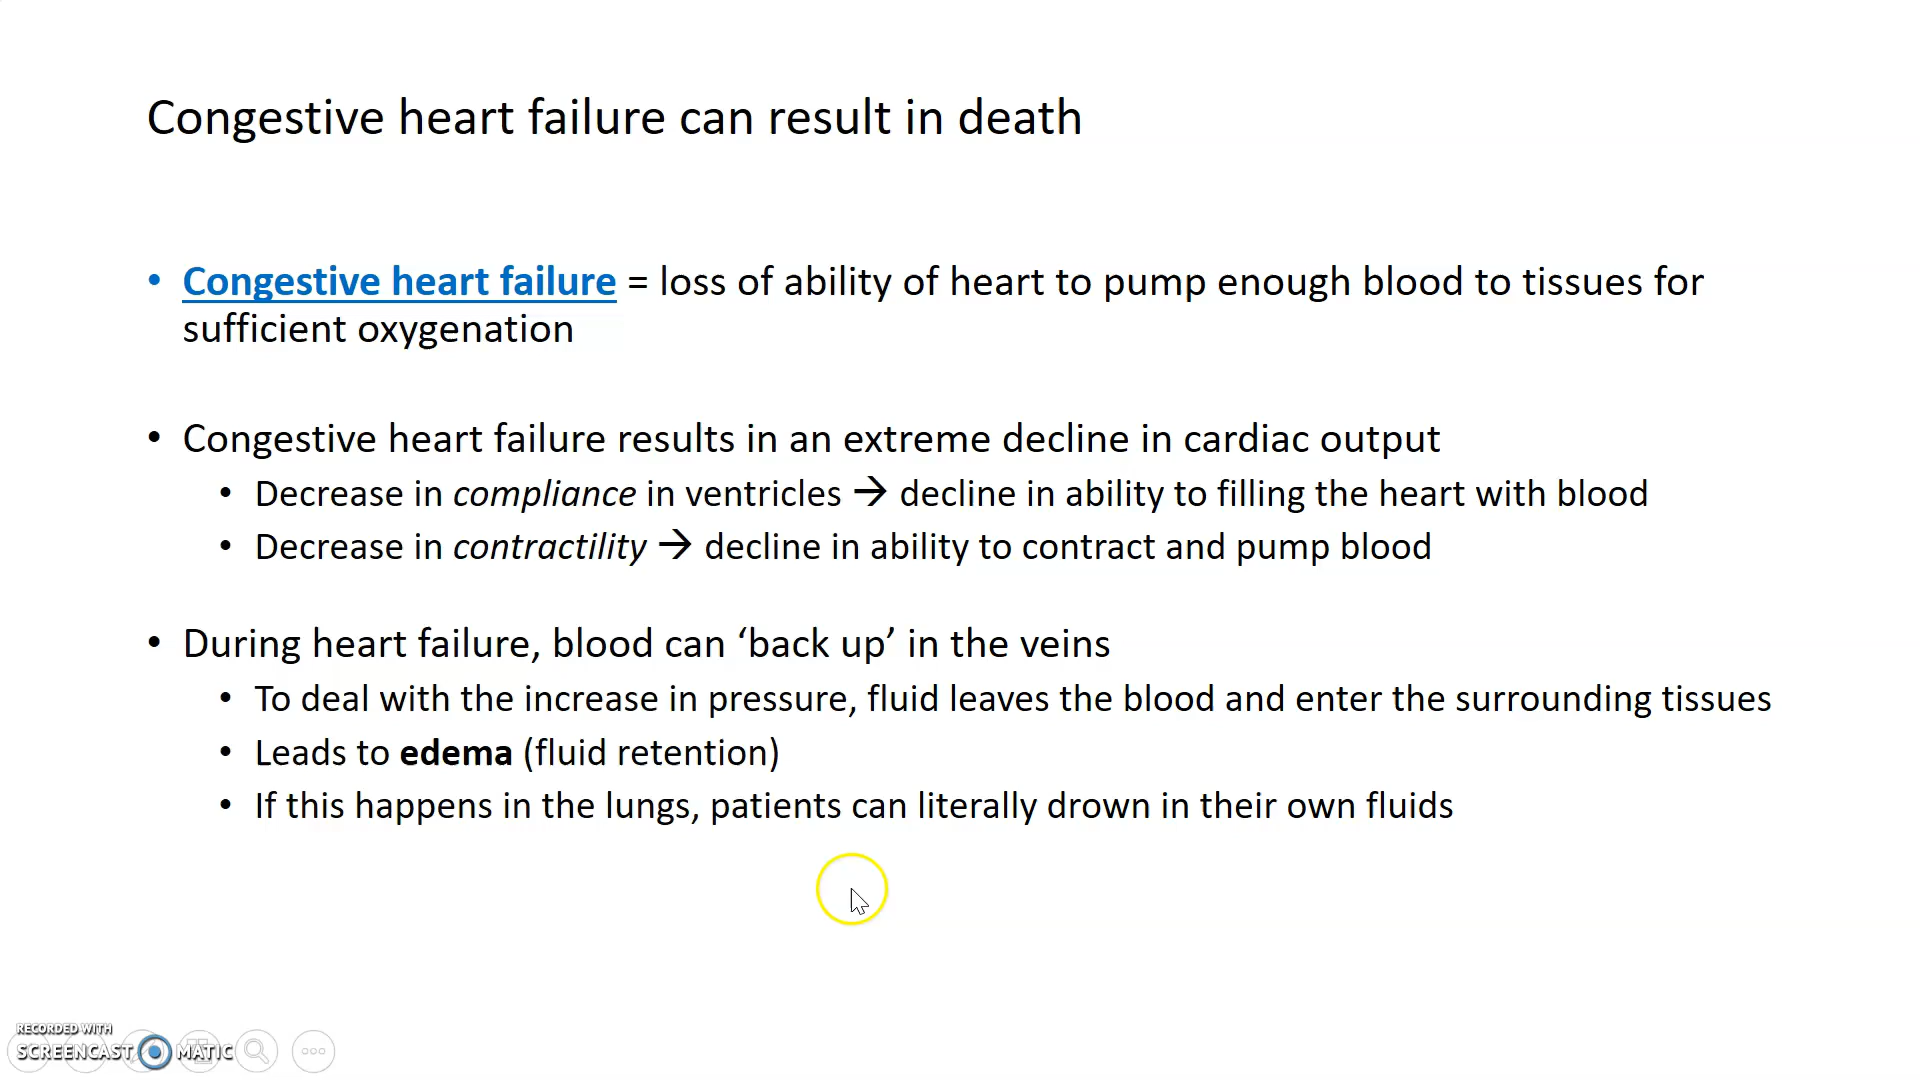 Congestive heart failure can result in death
• Congestive heart failure = loss of ability of heart to pump enough blood to tissues for
sufficient oxygenation
• Congestive heart failure results in an extreme decline in cardiac output
• Decrease in compliance in ventricles → decline in ability to filling the heart with blood
• Decrease in contractility → decline in ability to contract and pump blood
• During heart failure, blood can ‘back up’ in the veins
• To deal with the increase in pressure, fluid leaves the blood and enter the surrounding tissues
• Leads to edema (fluid retention)
• If this happens in the lungs, patients can literally drown in their own fluids
RECORDED WITH
SCREENCAST MATIC